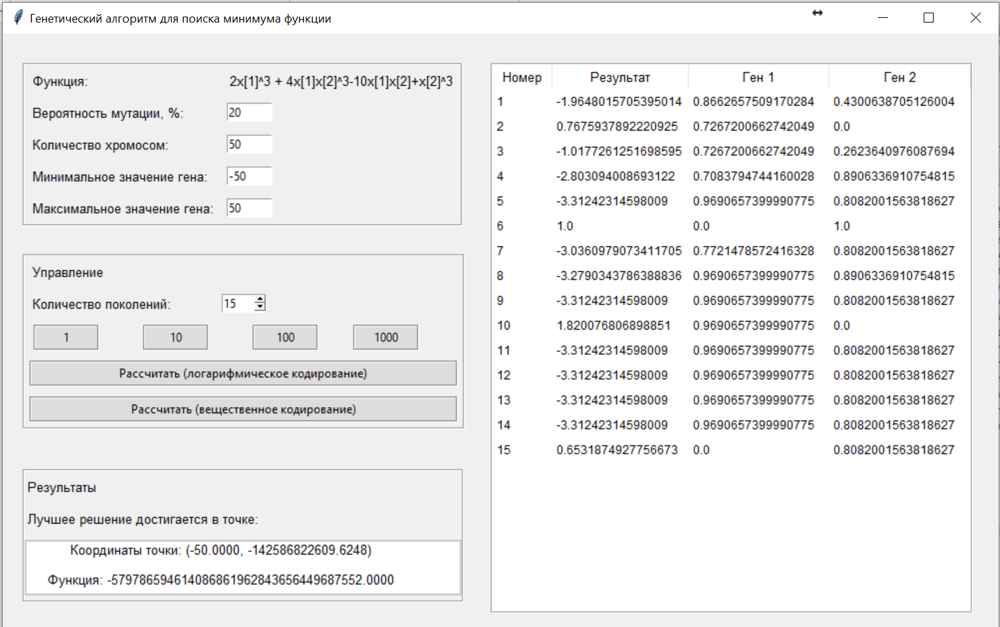 Генетический алгоритм для поиска минимума функции
Функция: 2x[1]^3 + 4x[1]x[2]^3-10x[1]x[2]+x[2]^3
Вероятность мутации, %: 20
Количество хромосом: 50
Минимальное значение гена: -50
Максимальное значение гена: 50
Управление
Количество поколений: 15
1 10 100 1000
Рассчитать (логарифмическое кодирование)
Рассчитать (вещественное кодирование)
Результаты
Лучшее решение достигается в точке:
Координаты точки: (-50.0000, -142586822609.6248)
Функция: -579786594614086861962843656449687552.0000
Номер Результат Ген 1 Ген 2
1 -1.9648015705395014 0.8662657509170284 0.4300638705126004
2 0.7675937892220925 0.7267200662742049 0.0
3 -1.0177261251698595 0.7267200662742049 0.2623640976087694
4 -2.803094008693122 0.7083794744160028 0.8906336910754815
5 -3.31242314598009 0.9690657399990775 0.8082001563818627
6 1.0 0.0 1.0
7 -3.0360979073411705 0.7721478572416328 0.8082001563818627
8 -3.2790343786388836 0.9690657399990775 0.8906336910754815
9 -3.31242314598009 0.9690657399990775 0.8082001563818627
10 1.820076806898851 0.9690657399990775 0.0
11 -3.31242314598009 0.9690657399990775 0.8082001563818627
12 -3.31242314598009 0.9690657399990775 0.8082001563818627
13 -3.31242314598009 0.9690657399990775 0.8082001563818627
14 -3.31242314598009 0.9690657399990775 0.8082001563818627
15 0.6531874927756673 0.0 0.8082001563818627